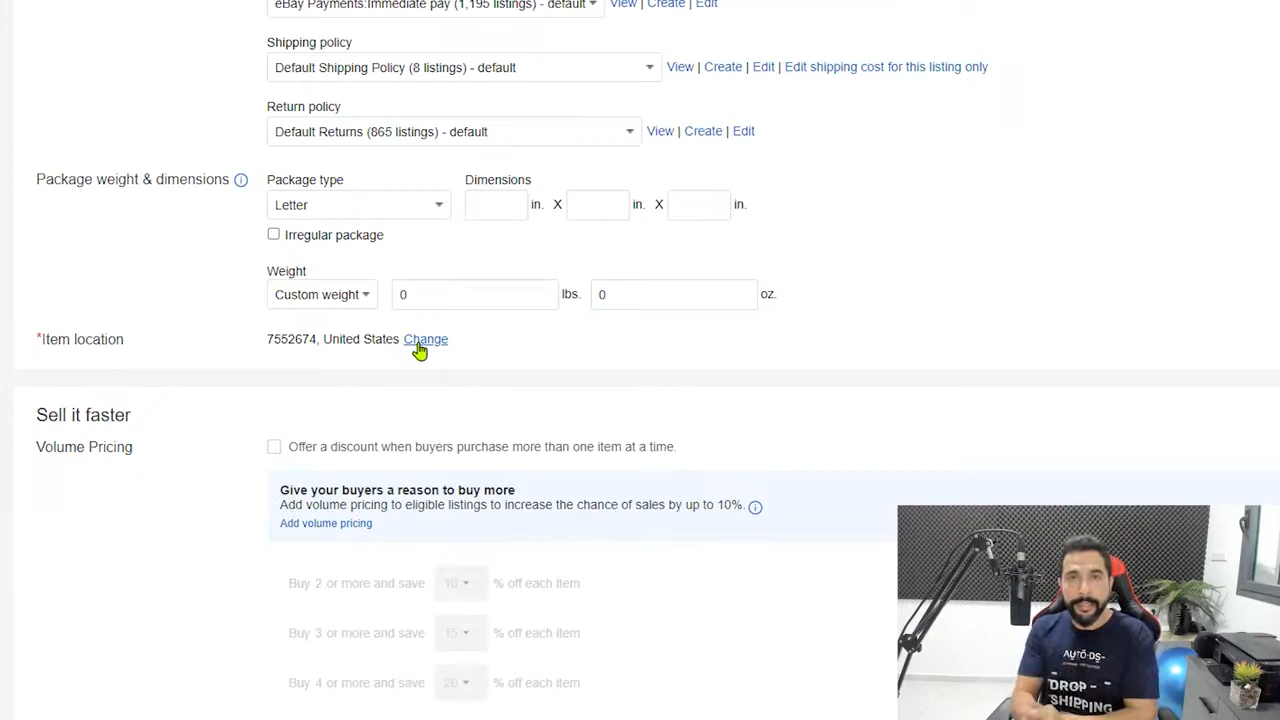 eBay Payments:Immediate pay (1,195 listings) - default View | Create | Edit
Shipping policy
Default Shipping Policy (8 listings) - default View | Create | Edit | Edit shipping cost for this listing only
Return policy
Default Returns (865 listings) - default View | Create | Edit
Package weight & dimensions Package type Dimensions
Letter in. X in. X in.
Irregular package
Weight
Custom weight 0 lbs. 0 oz.
*Item location 7552674, United States Change
Sell it faster
Volume Pricing Offer a discount when buyers purchase more than one item at a time.
Give your buyers a reason to buy more
Add volume pricing to eligible listings to increase the chance of sales by up to 10%.
Add volume pricing
Buy 2 or more and save 10 % off each item
Buy 3 or more and save 15 % off each item
Buy 4 or more and save 20 % off each item
AUTO-DS-
DROP-
SHIPPING